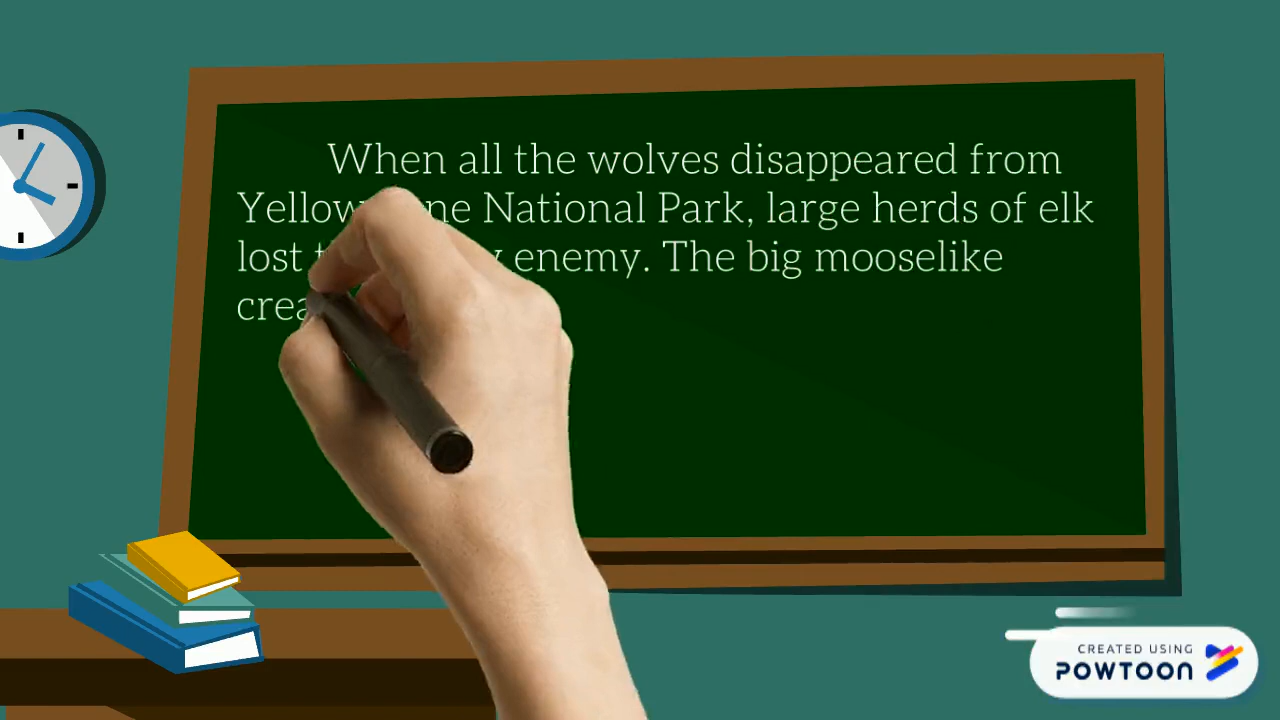 When all the wolves disappeared from
Yellow ne National Park, large herds of elk
lost enemy. The big mooselike
crea
CREATED USING
POWTOON